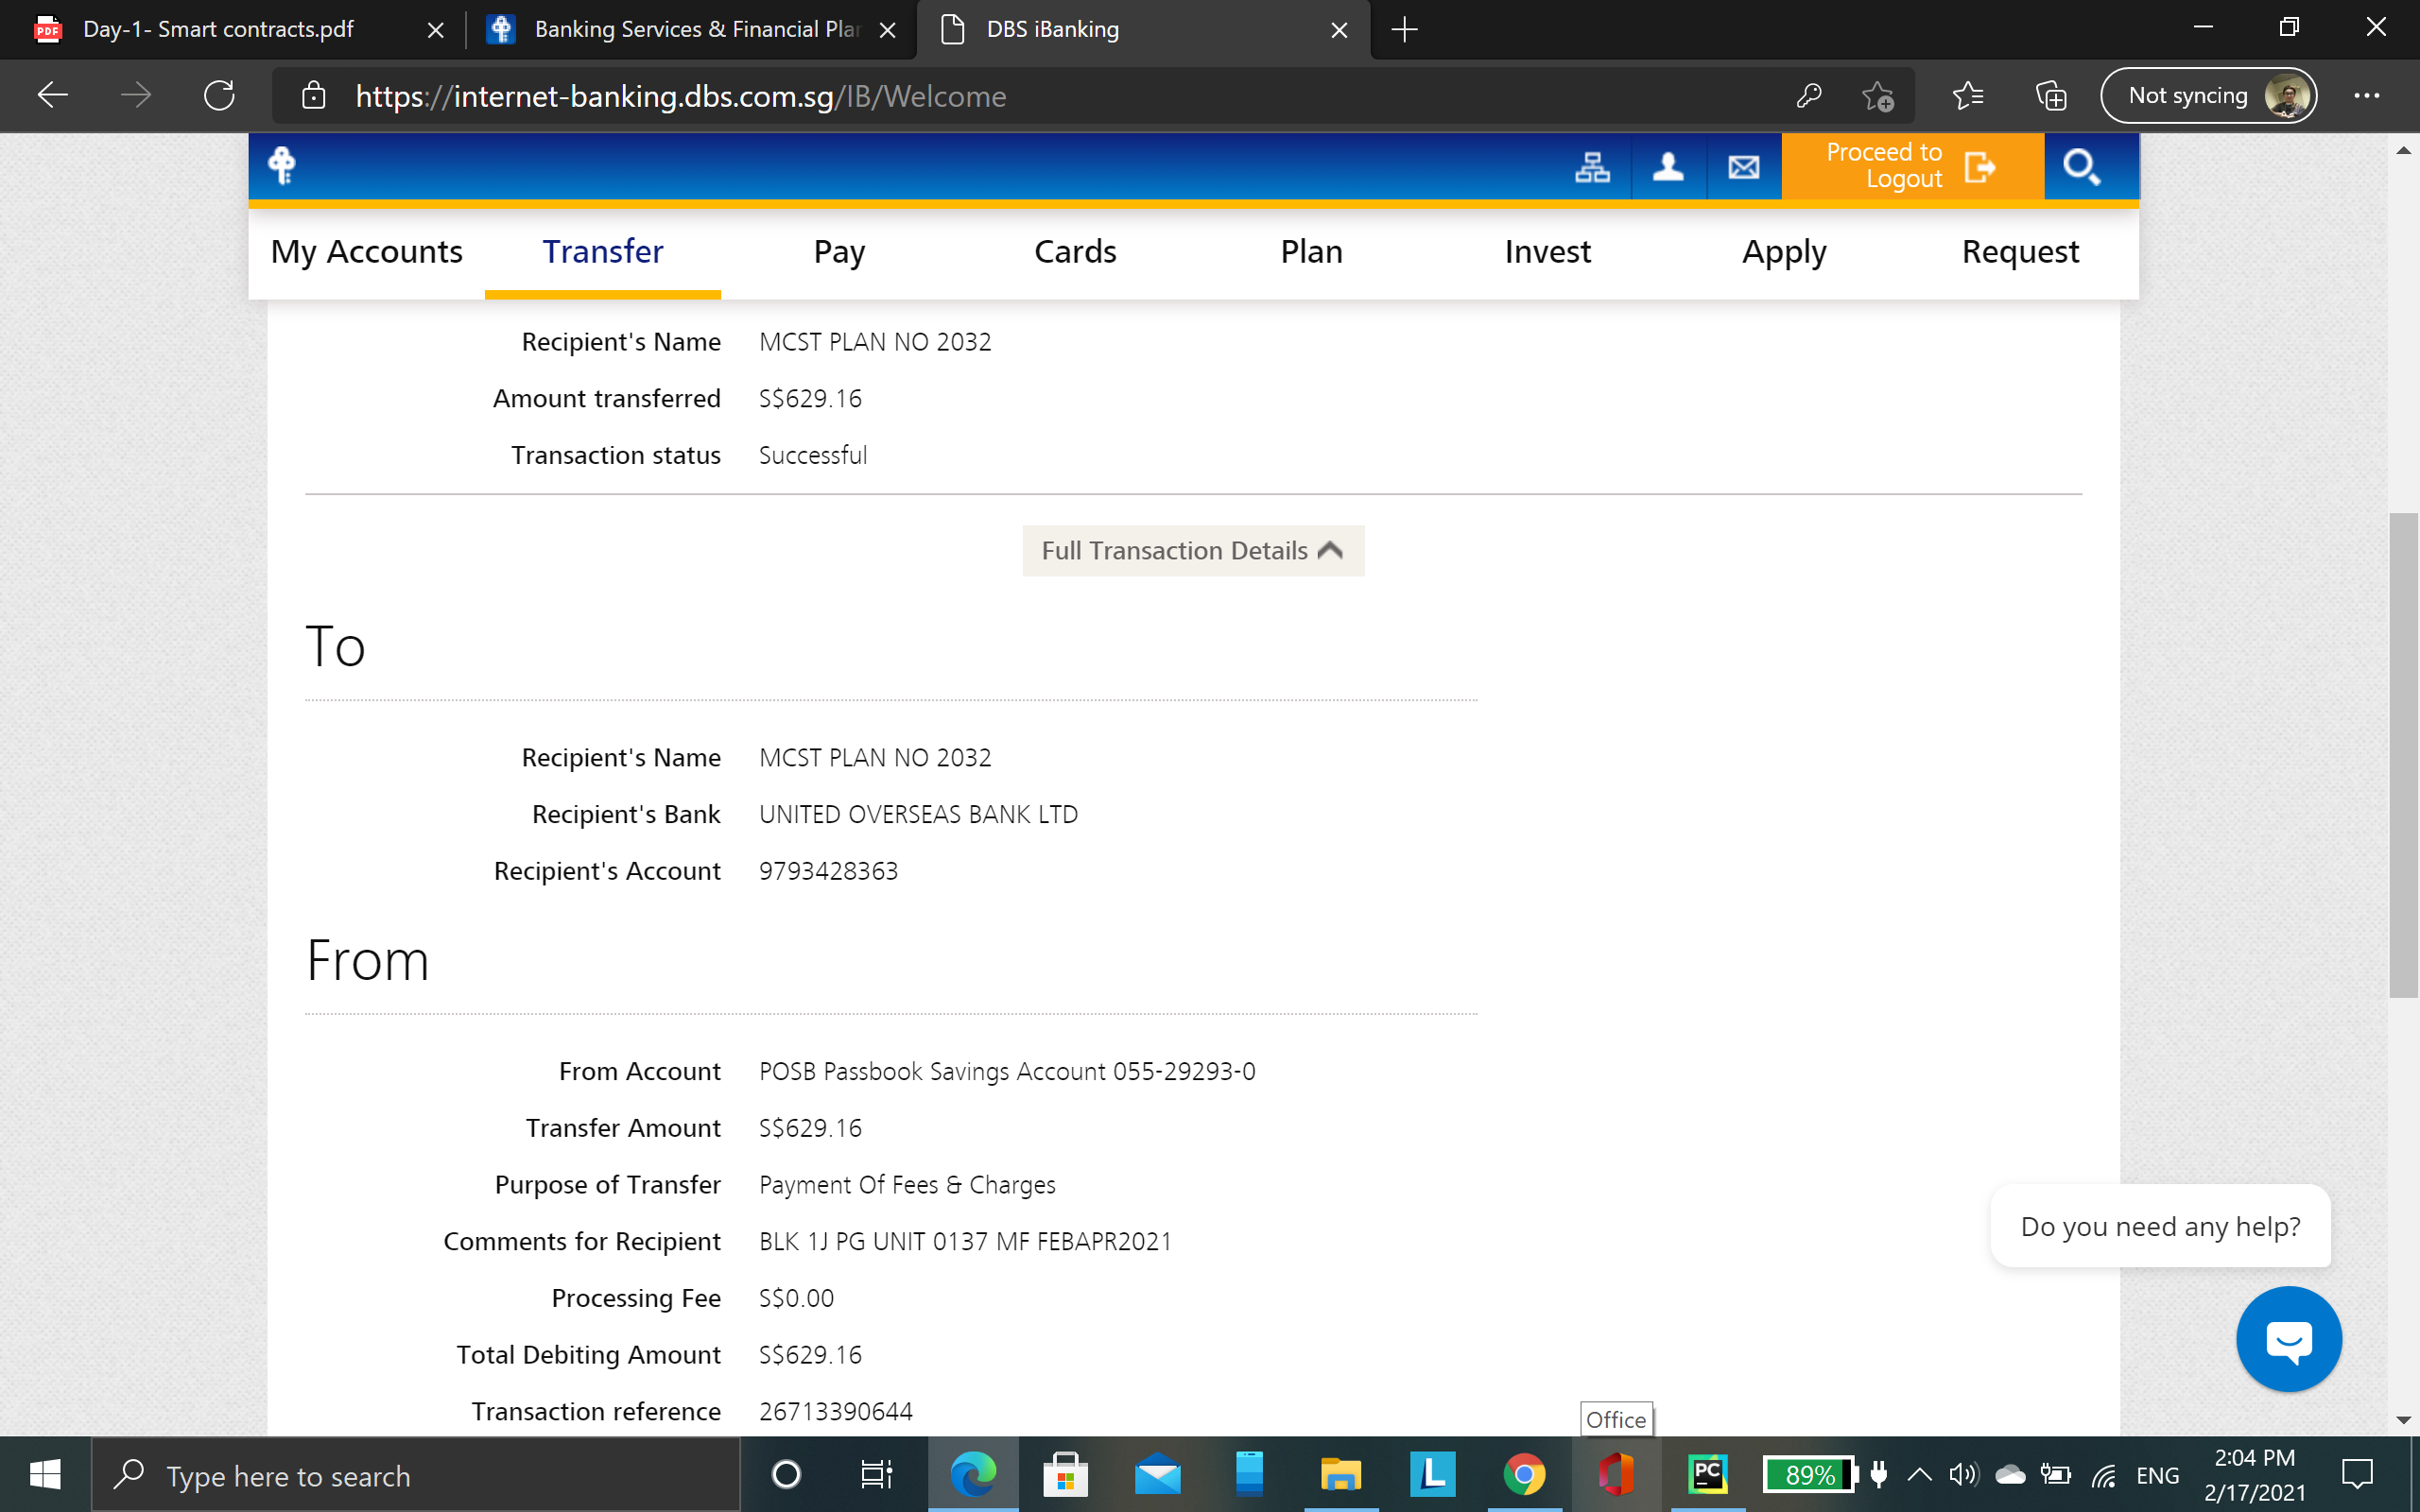 Day-1- Smart contracts.pdf
Banking Services & Financial Plar
DBS iBanking
https://internet-banking.dbs.com.sg/IB/Welcome
Not syncing
Proceed to
Logout
My Accounts Transfer Pay Cards Plan Invest Apply Request
Recipient's Name MCST PLAN NO 2032
Amount transferred S$629.16
Transaction status Successful
Full Transaction Details
To
Recipient's Name MCST PLAN NO 2032
Recipient's Bank UNITED OVERSEAS BANK LTD
Recipient's Account 9793428363
From
From Account POSB Passbook Savings Account 055-29293-0
Transfer Amount S$629.16
Purpose of Transfer Payment Of Fees & Charges
Comments for Recipient BLK 1J PG UNIT 0137 MF FEBAPR2021
Do you need any help?
Processing Fee S$0.00
Total Debiting Amount S$629.16
Transaction reference 26713390644
Office
Type here to search
PC
89%
ENG
2:04 PM
2/17/2021